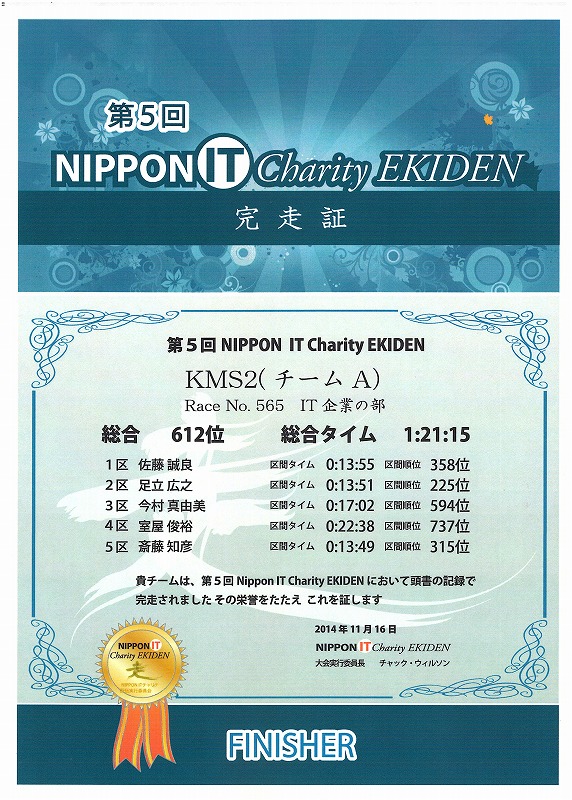 第5回
NIPPON IT Charity EKIDEN
完走証
第5回 NIPPON IT Charity EKIDEN
KMS2(チームA)
Race No. 565 IT企業の部
総合 612位 総合タイム 1:21:15
1区 佐藤 誠良 区間タイム 0:13:55 区間順位 358位
2区 足立 広之 区間タイム 0:13:51 区間順位 225位
3区 今村 真由美 区間タイム 0:17:02 区間順位 594位
4区 室屋 俊裕 区間タイム 0:22:38 区間順位 737位
5区 斎藤 知彦 区間タイム 0:13:49 区間順位 315位
貴チームは、第5回 Nippon IT Charity EKIDEN において頭書の記録で
完走されました その栄誉をたたえ これを証します
2014年11月16日
NIPPON IT Charity EKIDEN
大会実行委員長 チャック・ウィルソン
NIPPON IT
Charity EKIDEN
走
FINISHER